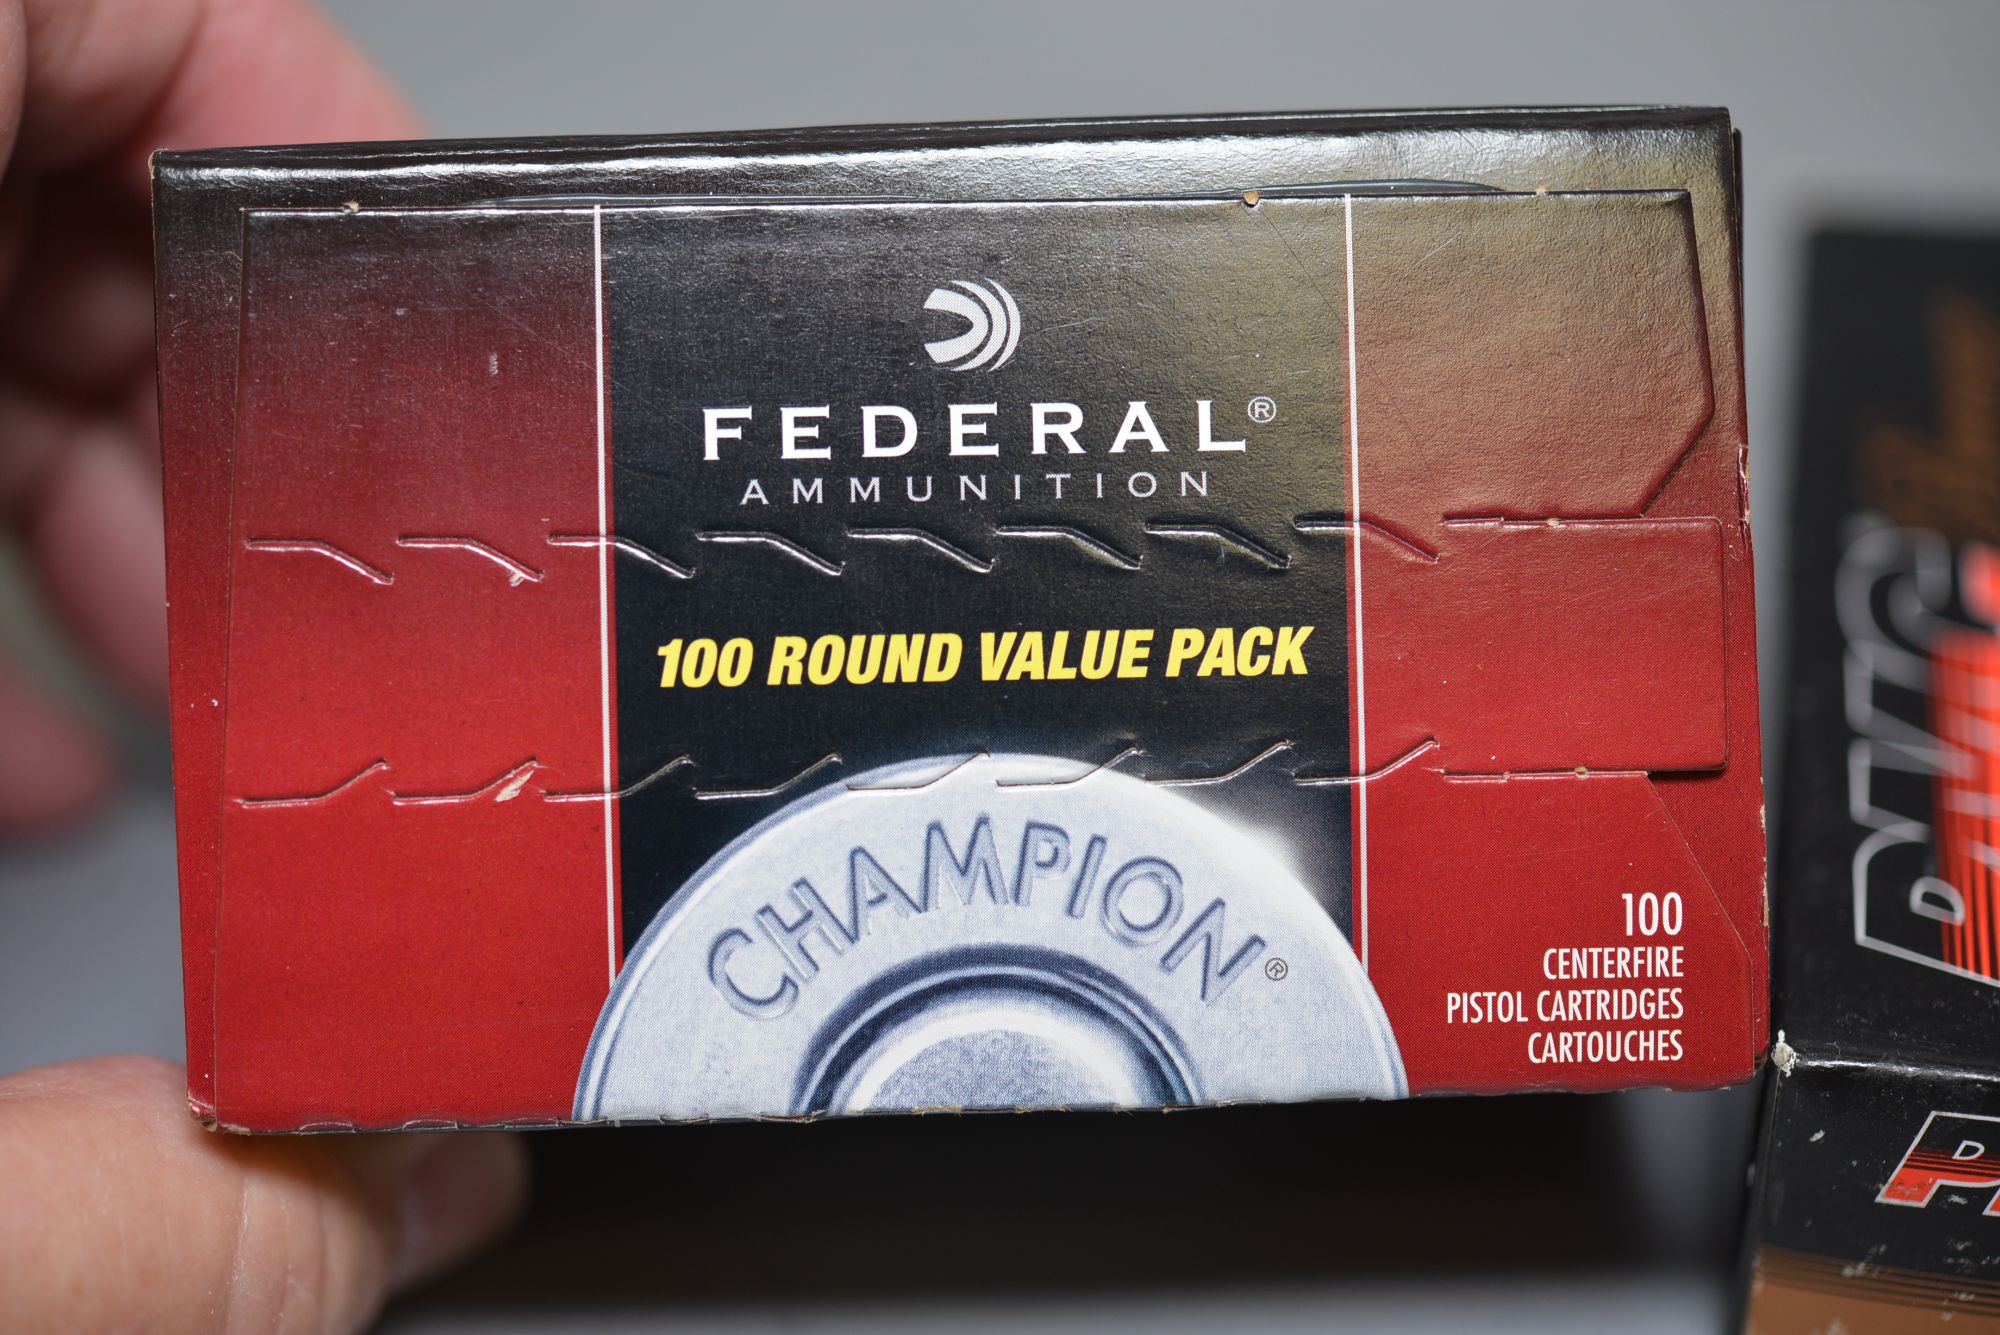 FEDERAL®
AMMUNITION
100 ROUND VALUE PACK
CHAMPION®
100
CENTERFIRE
PISTOL CARTRIDGES
CARTOUCHES